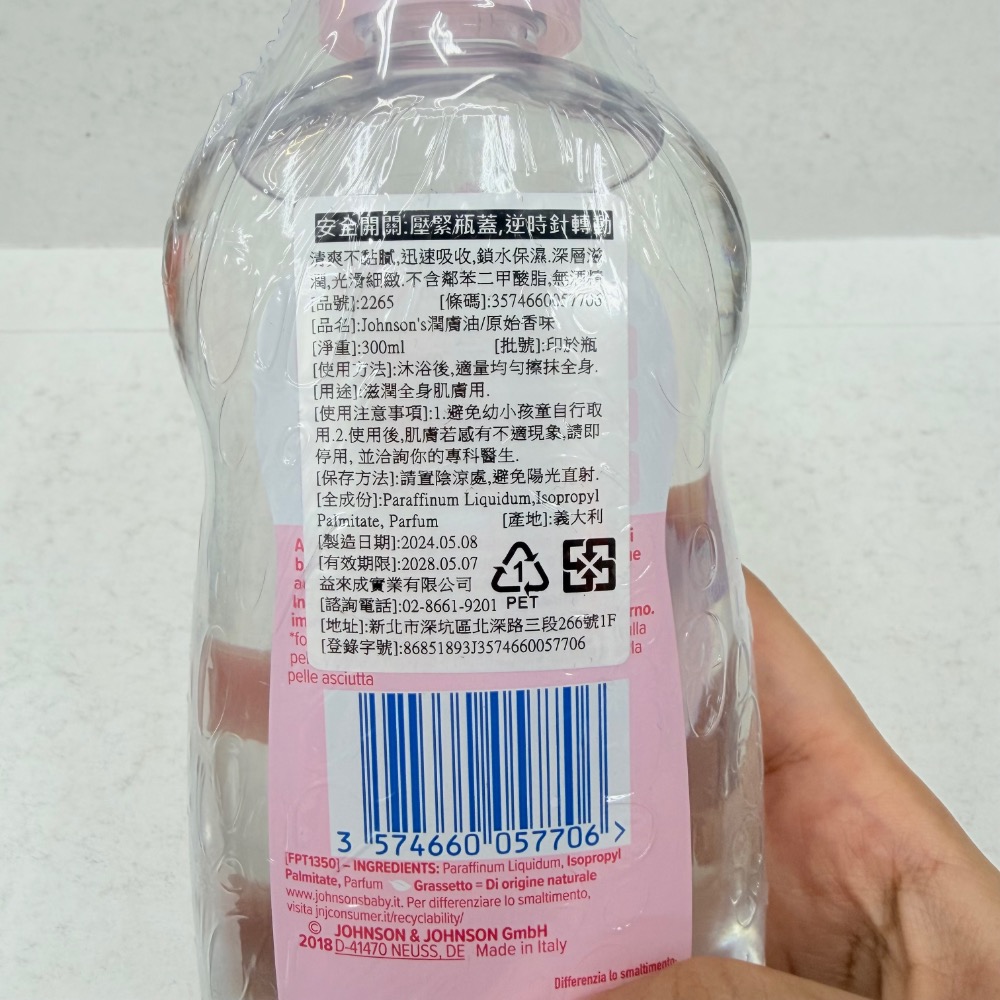 安全開關:壓緊瓶蓋,逆時針轉動
清爽不黏膩,迅速吸收,鎖水保濕.深層滋
潤,光滑細緻.不含鄰苯二甲酸脂,無酒精
[品號]:2265 [條碼]:3574660057706
[品名]:Johnson's潤膚油/原始香味
[淨重]:300ml [批號]:印於瓶
[使用方法]:沐浴後,適量均勻擦抹全身.
[用途]:滋潤全身肌膚用.
[使用注意事項]:1.避免幼小孩童自行取
用.2.使用後,肌膚若感有不適現象,請即
停用, 並洽詢你的專科醫生.
[保存方法]:請置陰涼處,避免陽光直射.
[全成份]:Paraffinum Liquidum,Isopropyl
Palmitate, Parfum [產地]:義大利
[製造日期]:2024.05.08
[有效期限]:2028.05.07
益來成實業有限公司
1
[諮詢電話]:02-8661-9201 PET
[地址]:新北市深坑區北深路三段266號1F
[登錄字號]:86851893J3574660057706
pelle asciutta
3 574660 057706 >
[FPT1350] – INGREDIENTS: Paraffinum Liquidum, Isopropyl
Palmitate, Parfum Grassetto = Di origine naturale
www.johnsonsbaby.it. Per differenziare lo smaltimento,
visita jnjconsumer.it/recyclability/
© JOHNSON & JOHNSON GmbH
2018 D-41470 NEUSS, DE Made in Italy
Differenzia lo smaltimento.